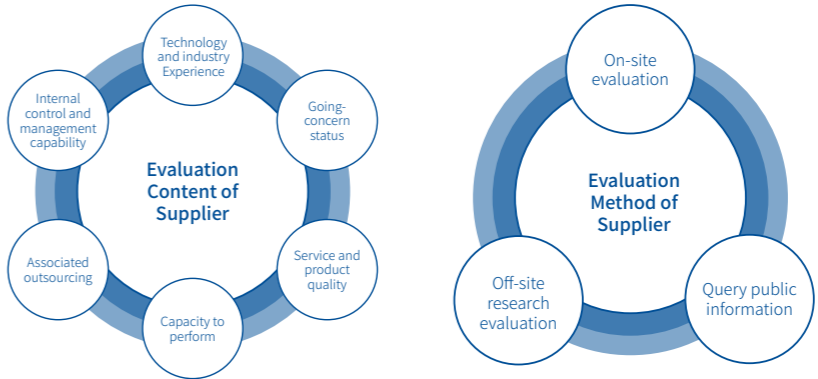 Technology
and industry
Experience
Internal
control and
management
capability
Going-
concern
status
Evaluation
Content of
Supplier
Associated
outsourcing
Service and
product
quality
Capacity to
perform
On-site
evaluation
Evaluation
Method of
Supplier
Off-site
research
evaluation
Query public
information